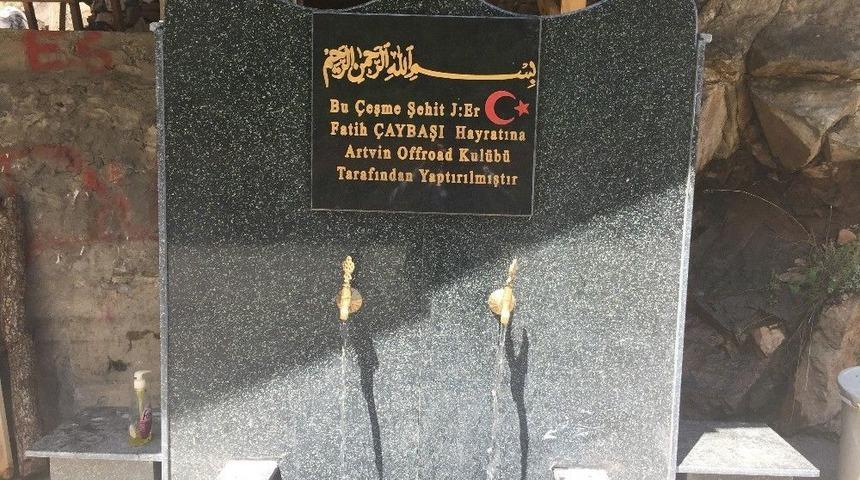 بسم الله الرحمن الرحيم
Bu Çeşme Şehit J:Er
Fatih ÇAYBAŞI Hayratına
Artvin Offroad Kulübü
Tarafından Yaptırılmıştır